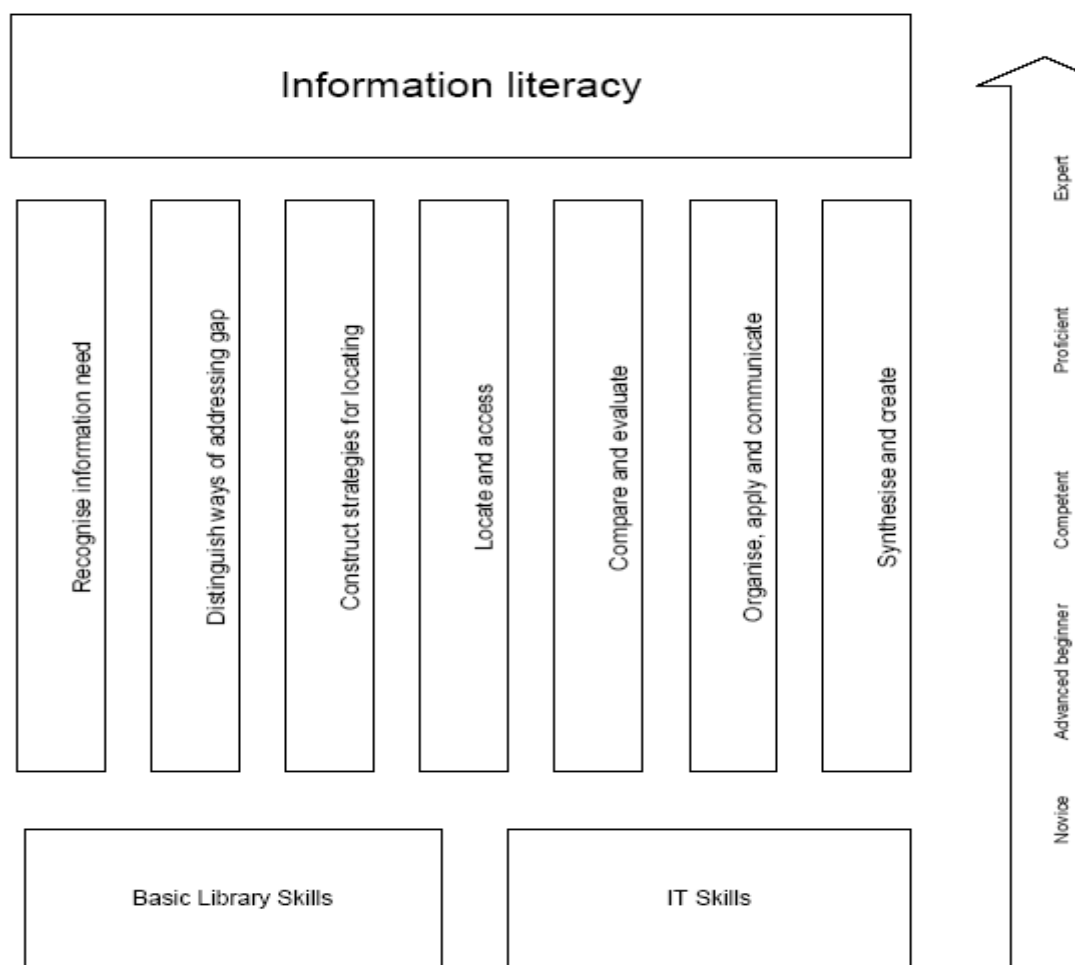 Information literacy
Recognise information need
Distinguish ways of addressing gap
Construct strategies for locating
Locate and access
Compare and evaluate
Organise, apply and communicate
Synthesise and create
Expert
Proficient
Competent
Advanced beginner
Novice
Basic Library Skills
IT Skills